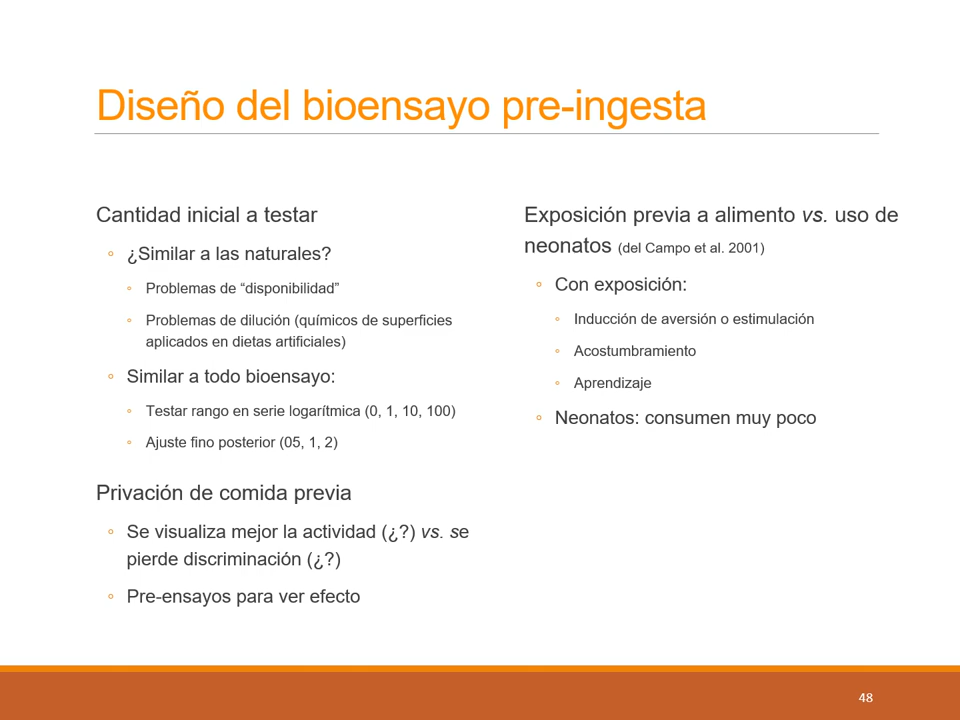 Diseño del bioensayo pre-ingesta
Cantidad inicial a testar
◦ ¿Similar a las naturales?
◦ Problemas de “disponibilidad”
◦ Problemas de dilución (químicos de superficies
aplicados en dietas artificiales)
◦ Similar a todo bioensayo:
◦ Testar rango en serie logarítmica (0, 1, 10, 100)
◦ Ajuste fino posterior (05, 1, 2)
Privación de comida previa
◦ Se visualiza mejor la actividad (¿?) vs. se
pierde discriminación (¿?)
◦ Pre-ensayos para ver efecto
Exposición previa a alimento vs. uso de
neonatos (del Campo et al. 2001)
◦ Con exposición:
◦ Inducción de aversión o estimulación
◦ Acostumbramiento
◦ Aprendizaje
◦ Neonatos: consumen muy poco
48